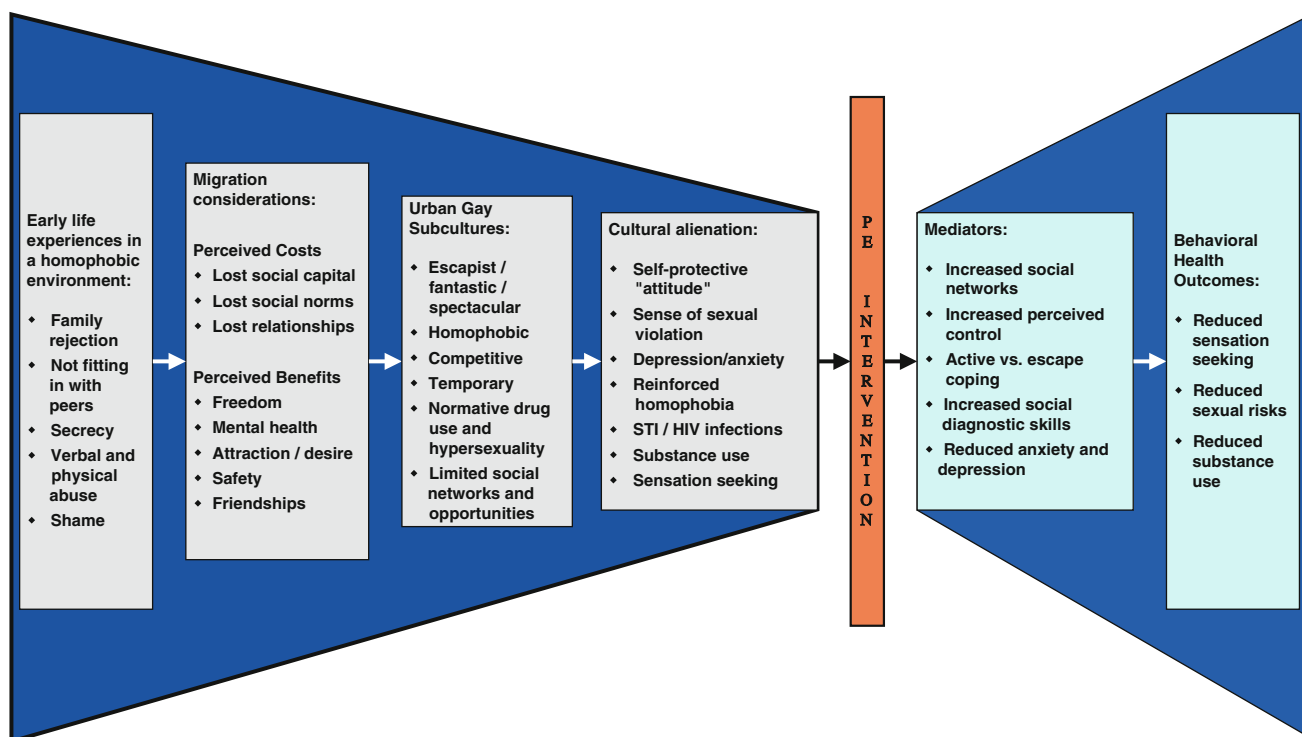 Early life
experiences in
a homophobic
environment:
Family
rejection
Not fitting
in with
peers
Secrecy
Verbal and
physical
abuse
Shame
Migration
considerations:
Perceived Costs
Lost social capital
Lost social norms
Lost relationships
Perceived Benefits
Freedom
Mental health
Attraction / desire
Safety
Friendships
Urban Gay
Subcultures:
Escapist /
fantastic /
spectacular
Homophobic
Competitive
Temporary
Normative drug
use and
hypersexuality
Limited social
networks and
opportunities
Cultural alienation:
Self-protective
"attitude"
Sense of sexual
violation
Depression/anxiety
Reinforced
homophobia
STI / HIV infections
Substance use
Sensation seeking
PE INTERVENTION
Mediators:
Increased social
networks
Increased perceived
control
Active vs. escape
coping
Increased social
diagnostic skills
Reduced anxiety and
depression
Behavioral
Health
Outcomes:
Reduced
sensation
seeking
Reduced
sexual risks
Reduced
substance
use